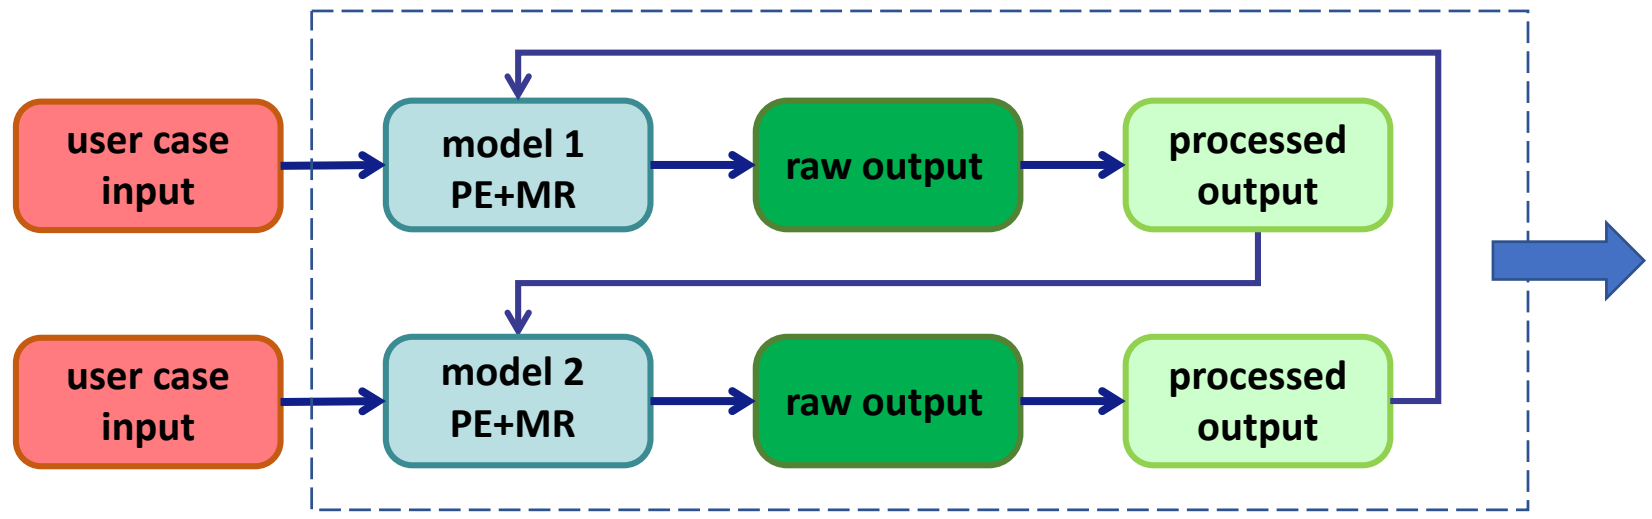 user case
input
model 1
PE+MR
raw output
processed
output
user case
input
model 2
PE+MR
raw output
processed
output